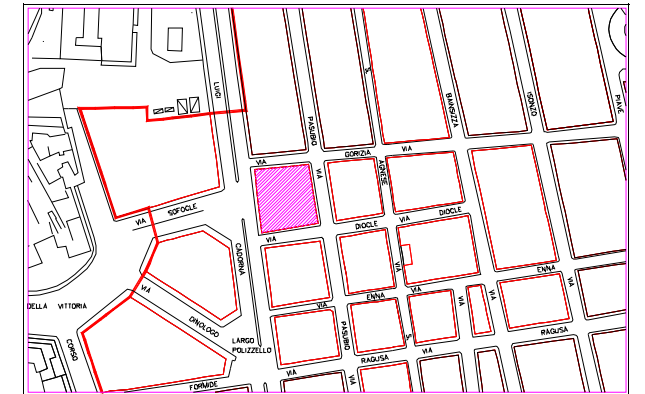 LUIGI
PASUBIO
S.
BAINSIZZA
ISONZO
PIAVE
VIA
GORIZIA
VIA
VIA
AGNESE
VIA
SOFOCLE
VIA
DIOCLE
VIA
DIOCLE
VIA
CADORNA
VIA
ENNA
VIA
ENNA
VIA
VIA
VIA
VIA
DINOLOGO
DELLA VITTORIA
CORSO
LARGO
POLIZZELLO
PASUBIO
RAGUSA
S.
VIA
RAGUSA
FORMIDE
VIA
VIA
VIA